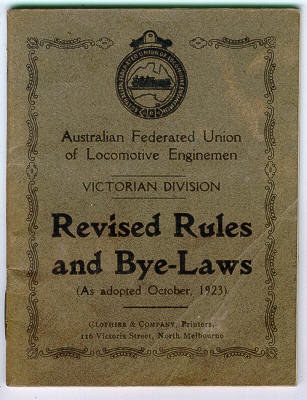 Australian Federated Union
of Locomotive Enginemen
VICTORIAN DIVISION
Revised Rules
and Bye-Laws
(As adopted October, 1923)
CLOTHIER & COMPANY, Printers,
116 Victoria Street, North Melbourne